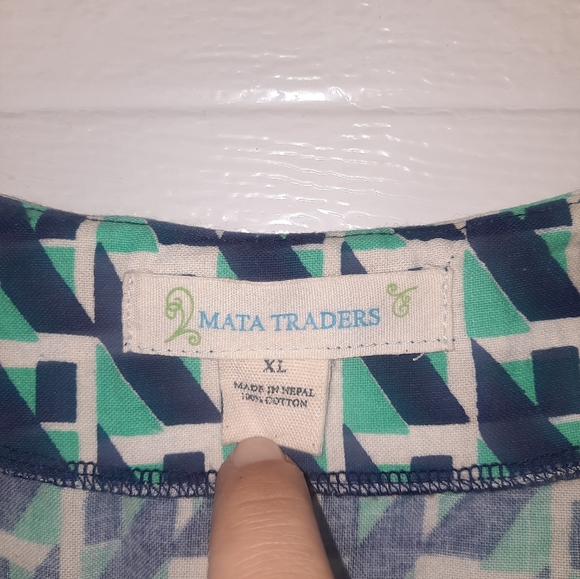 MATA TRADERS
XL
MADE IN NEPAL
100% COTTON